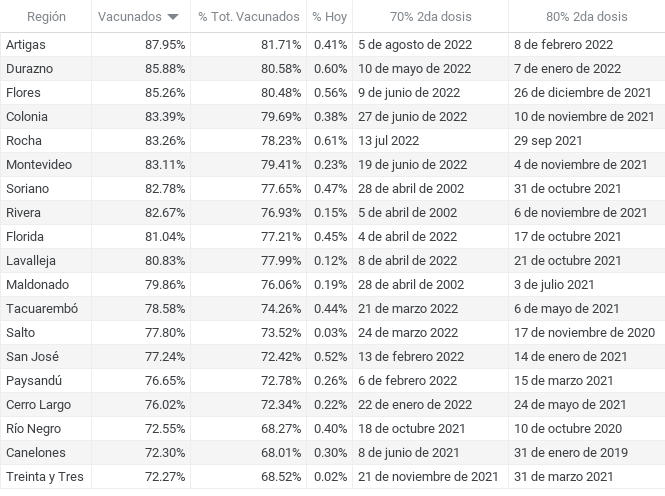 Región Vacunados % Tot. Vacunados % Hoy 70% 2da dosis 80% 2da dosis
Artigas 87.95% 81.71% 0.41% 5 de agosto de 2022 8 de febrero 2022
Durazno 85.88% 80.58% 0.60% 10 de mayo de 2022 7 de enero de 2022
Flores 85.26% 80.48% 0.56% 9 de junio de 2022 26 de diciembre de 2021
Colonia 83.39% 79.69% 0.38% 27 de junio de 2022 10 de noviembre de 2021
Rocha 83.26% 78.23% 0.61% 13 jul 2022 29 sep 2021
Montevideo 83.11% 79.41% 0.23% 19 de junio de 2022 4 de noviembre de 2021
Soriano 82.78% 77.65% 0.47% 28 de abril de 2002 31 de octubre 2021
Rivera 82.67% 76.93% 0.15% 5 de abril de 2002 6 de noviembre de 2021
Florida 81.04% 77.21% 0.45% 4 de abril de 2022 17 de octubre 2021
Lavalleja 80.83% 77.99% 0.12% 8 de abril de 2022 21 de octubre 2021
Maldonado 79.86% 76.06% 0.19% 28 de abril de 2002 3 de julio 2021
Tacuarembó 78.58% 74.26% 0.44% 21 de marzo 2022 6 de mayo de 2021
Salto 77.80% 73.52% 0.03% 24 de marzo 2022 17 de noviembre de 2020
San José 77.24% 72.42% 0.52% 13 de febrero 2022 14 de enero de 2021
Paysandú 76.65% 72.78% 0.26% 6 de febrero 2022 15 de marzo 2021
Cerro Largo 76.02% 72.34% 0.22% 22 de enero de 2022 24 de mayo de 2021
Río Negro 72.55% 68.27% 0.40% 18 de octubre 2021 10 de octubre 2020
Canelones 72.30% 68.01% 0.30% 8 de junio de 2021 31 de enero de 2019
Treinta y Tres 72.27% 68.52% 0.02% 21 de noviembre de 2021 31 de marzo 2021